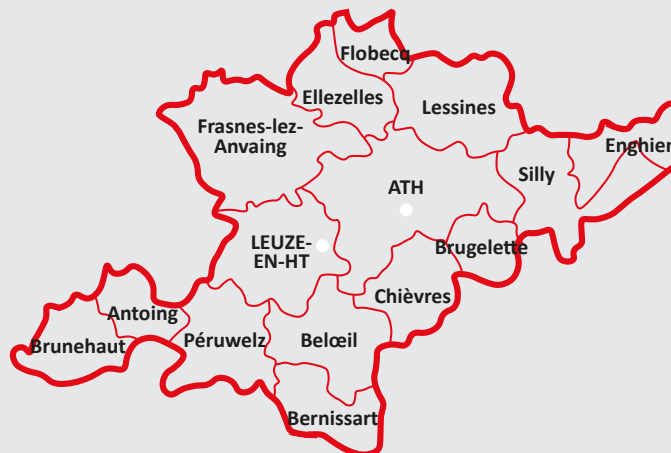 Flobecq
Ellezelles
Lessines
Frasnes-lez-
Anvaing
Enghien
Silly
ATH
LEUZE-
EN-HT
Brugelette
Chièvres
Antoing
Brunehaut
Péruwelz
Belœil
Bernissart